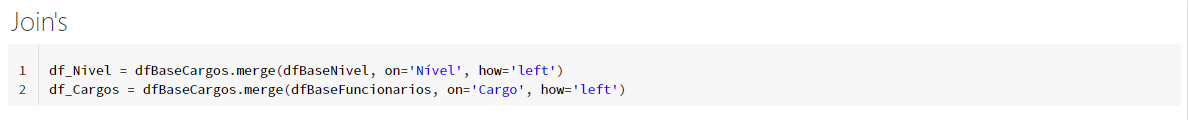 Join's
1 df_Nivel = dfBaseCargos.merge(dfBaseNivel, on='Nível', how='left')
2 df_Cargos = dfBaseCargos.merge(dfBaseFuncionarios, on='Cargo', how='left')